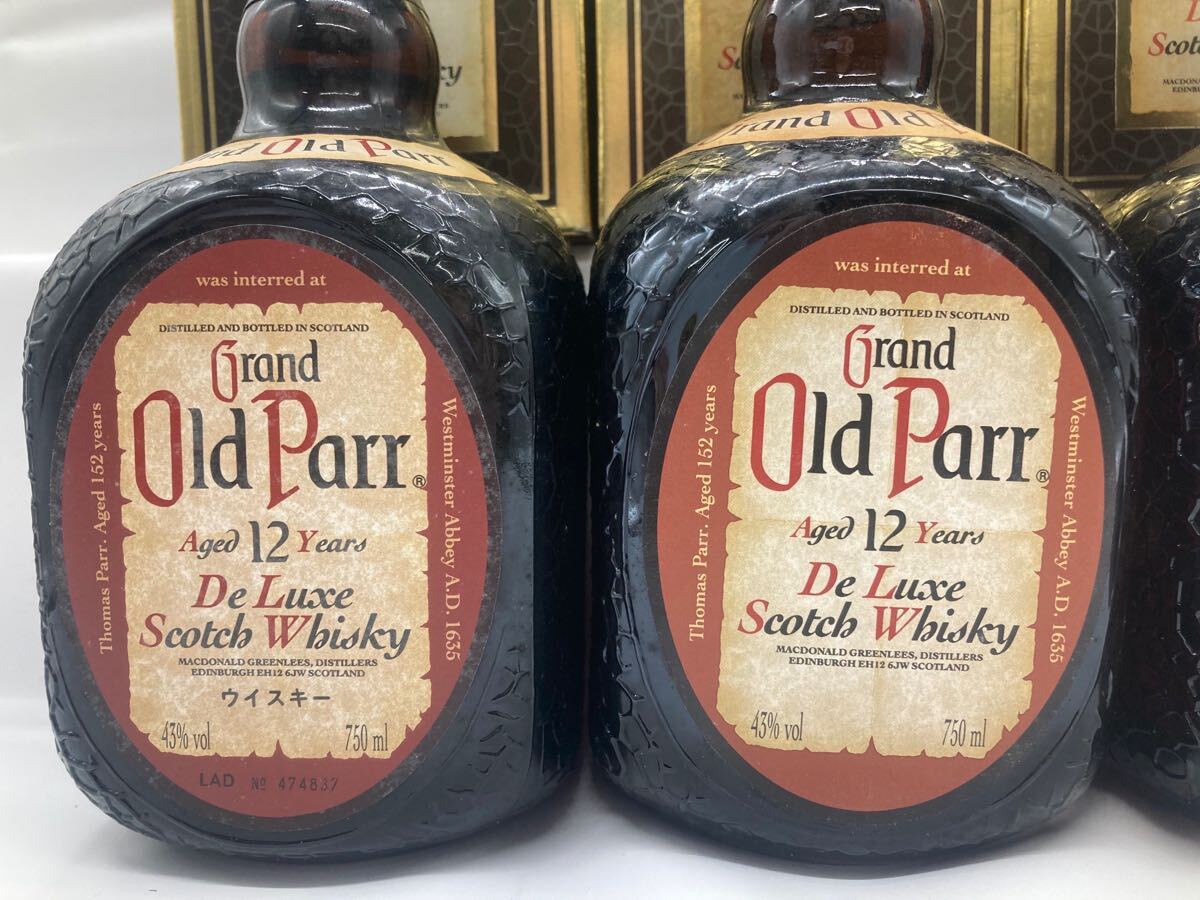 Grand Old Parr
was interred at
Thomas Parr. Aged 152 years
Westminster Abbey A.D. 1635
DISTILLED AND BOTTLED IN SCOTLAND
Grand
Old Parr®
Aged 12 Years
De Luxe
Scotch Whisky
MACDONALD GREENLEES, DISTILLERS
EDINBURGH EH12 6JW SCOTLAND
ウイスキー
43% vol 750 ml
LAD № 474837
Grand Old P
was interred at
Thomas Parr. Aged 152 years
Westminster Abbey A.D. 1635
DISTILLED AND BOTTLED IN SCOTLAND
Grand
Old Parr®
Aged 12 Years
De Luxe
Scotch Whisky
MACDONALD GREENLEES, DISTILLERS
EDINBURGH EH12 6JW SCOTLAND
43% vol 750 ml